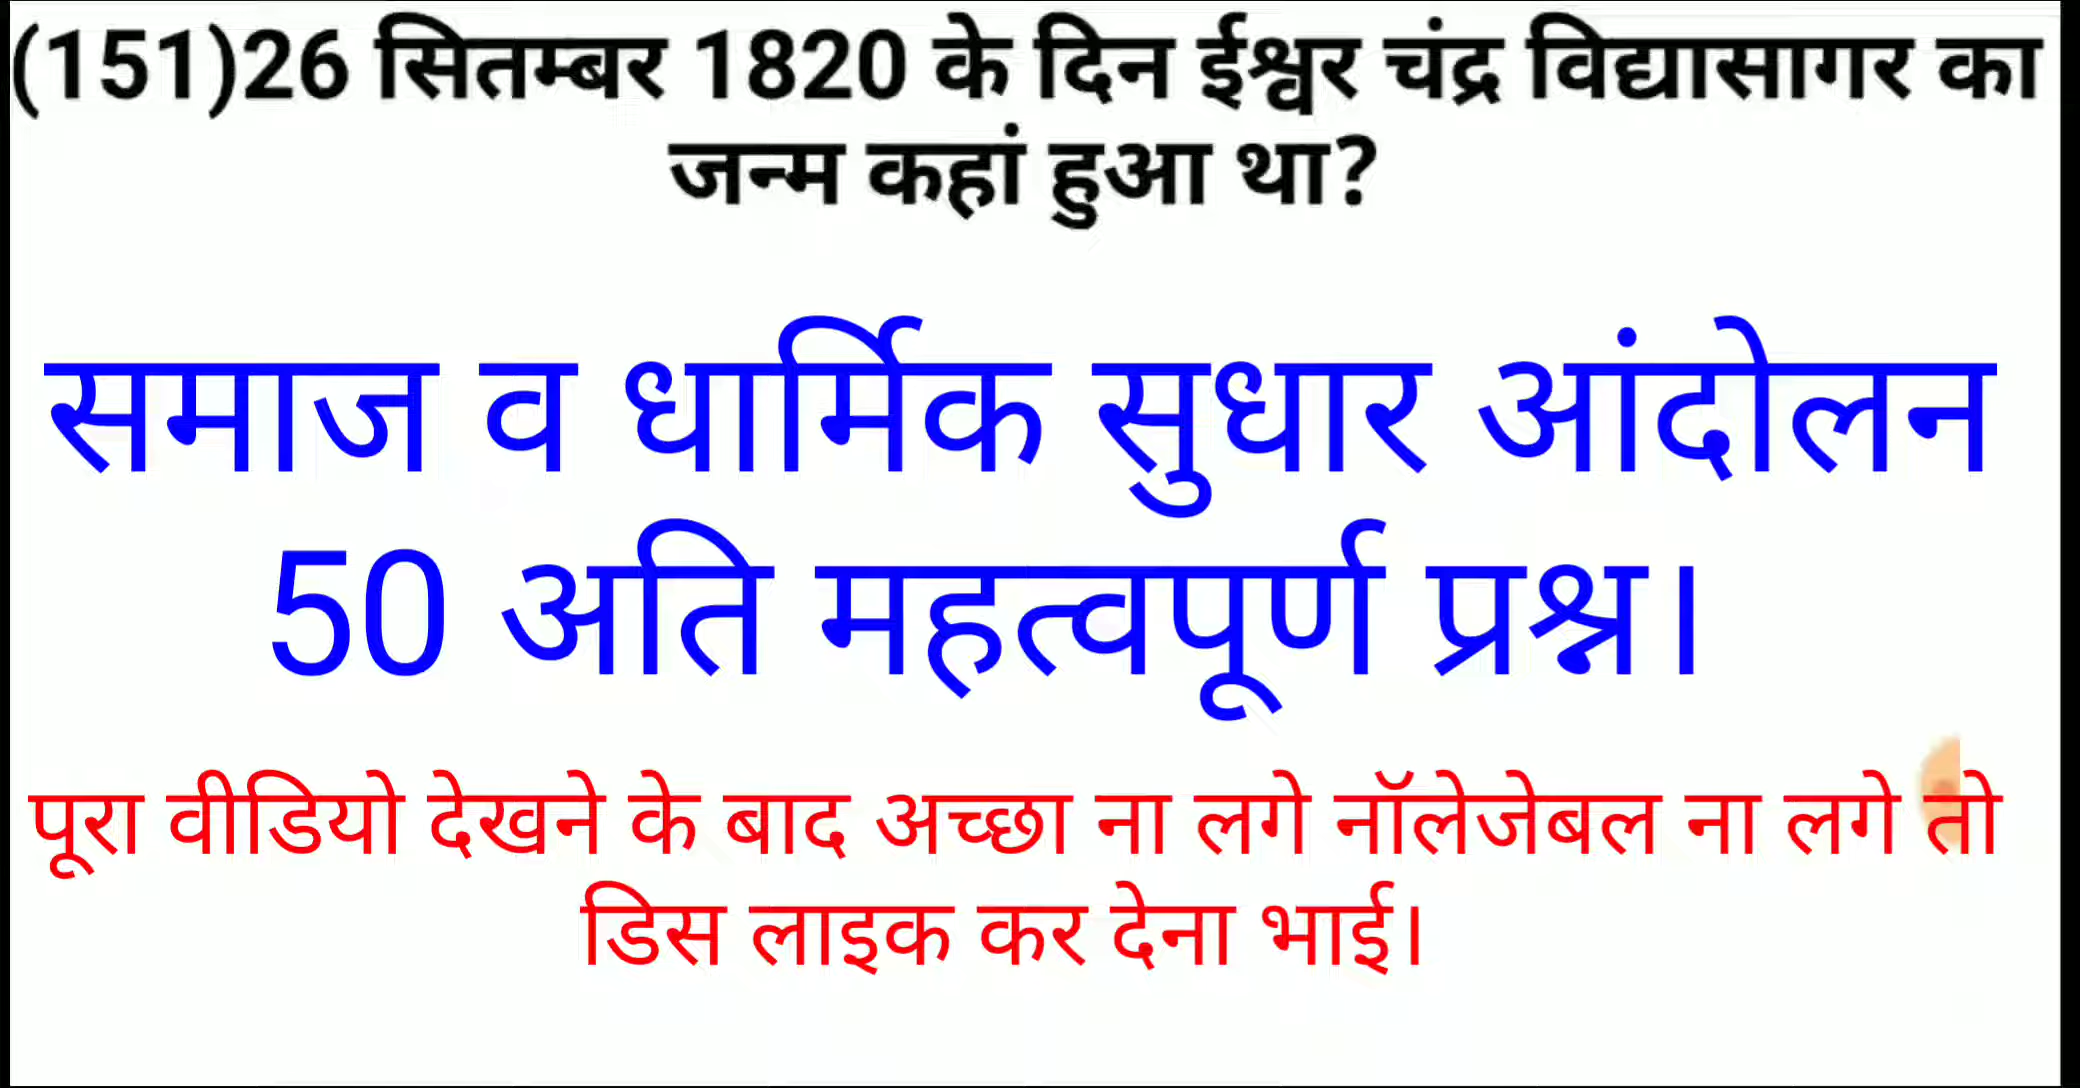 (151)26 सितम्बर 1820 के दिन ईश्वर चंद्र विद्यासागर का
जन्म कहां हुआ था?
समाज व धार्मिक सुधार आंदोलन
50 अति महत्वपूर्ण प्रश्न।
पूरा वीडियो देखने के बाद अच्छा ना लगे नॉलेजेबल ना लगे तो
डिस लाइक कर देना भाई।